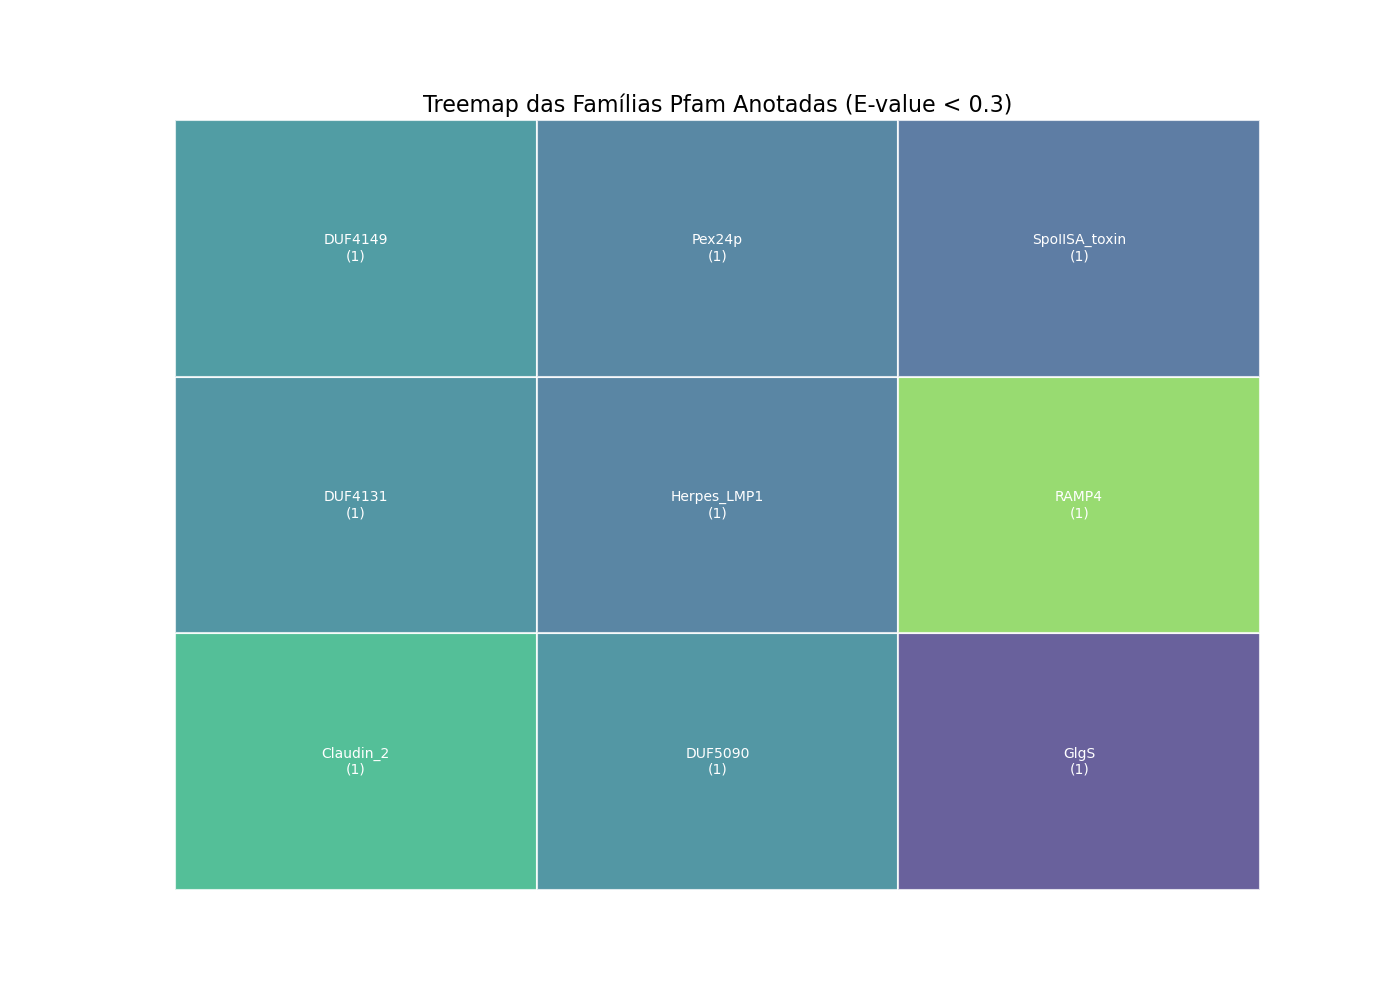 Treemap das Famílias Pfam Anotadas (E-value < 0.3)
DUF4149
(1)
Pex24p
(1)
SpoIISA_toxin
(1)
DUF4131
(1)
Herpes_LMP1
(1)
RAMP4
(1)
Claudin_2
(1)
DUF5090
(1)
GlgS
(1)